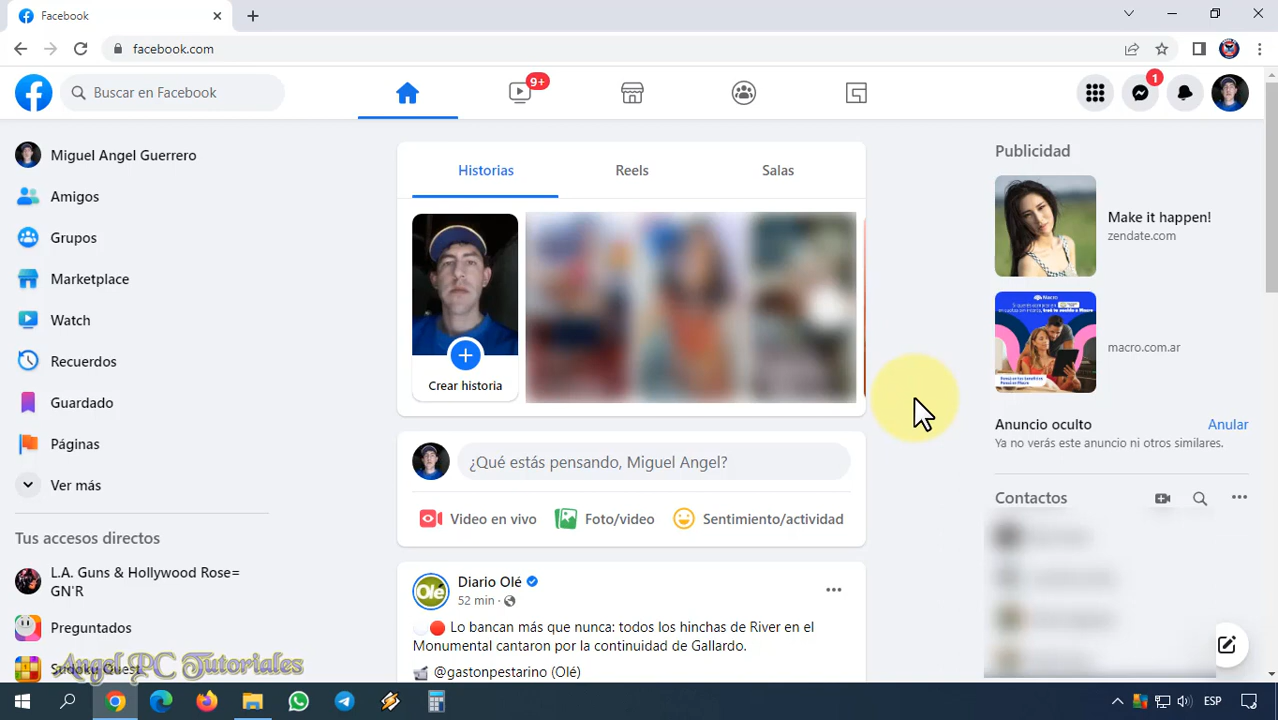 Facebook
facebook.com
Buscar en Facebook
9+
1
Miguel Angel Guerrero
Amigos
Grupos
Marketplace
Watch
Recuerdos
Guardado
Páginas
Ver más
Tus accesos directos
L.A. Guns & Hollywood Rose=
GN'R
Preguntados
Sudoku Quest
Angel PC Tutoriales
Historias
Reels
Salas
Crear historia
¿Qué estás pensando, Miguel Angel?
Video en vivo
Foto/video
Sentimiento/actividad
Olé
Diario Olé
52 min ·
Lo bancan más que nunca: todos los hinchas de River en el
Monumental cantaron por la continuidad de Gallardo.
@gastonpestarino (Olé)
Publicidad
Make it happen!
zendate.com
Macro
macro.com.ar
Anuncio oculto
Anular
Ya no verás este anuncio ni otros similares.
Contactos
ESP